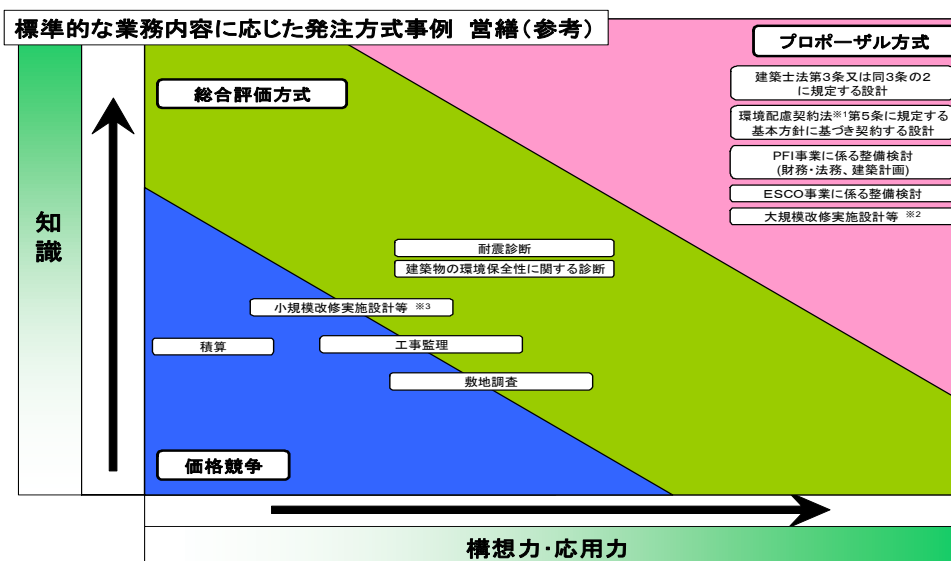 標準的な業務内容に応じた発注方式事例 営繕(参考)
プロポーザル方式
総合評価方式
建築士法第3条又は同3条の2
に規定する設計
環境配慮契約法※1第5条に規定する
基本方針に基づき契約する設計
PFI事業に係る整備検討
(財務・法務、建築計画)
ESCO事業に係る整備検討
大規模改修実施設計等 ※2
知
識
耐震診断
建築物の環境保全性に関する診断
小規模改修実施設計等 ※3
積算
工事監理
敷地調査
価格競争
構想力・応用力